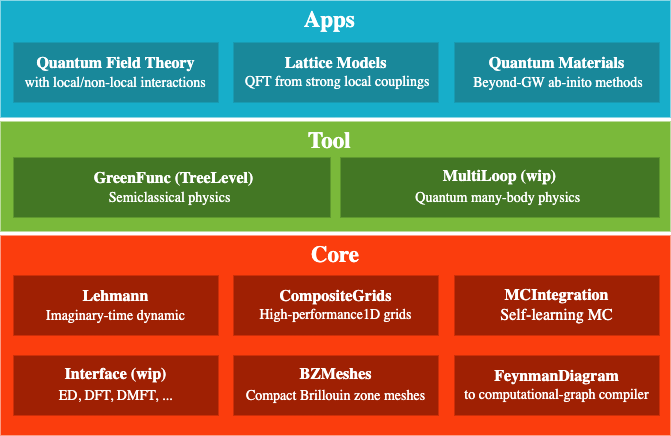 Apps
Quantum Field Theory
with local/non-local interactions
Lattice Models
QFT from strong local couplings
Quantum Materials
Beyond-GW ab-inito methods
Tool
GreenFunc (TreeLevel)
Semiclassical physics
MultiLoop (wip)
Quantum many-body physics
Core
Lehmann
Imaginary-time dynamic
CompositeGrids
High-performance1D grids
MCIntegration
Self-learning MC
Interface (wip)
ED, DFT, DMFT, ...
BZMeshes
Compact Brillouin zone meshes
FeynmanDiagram
to computational-graph compiler